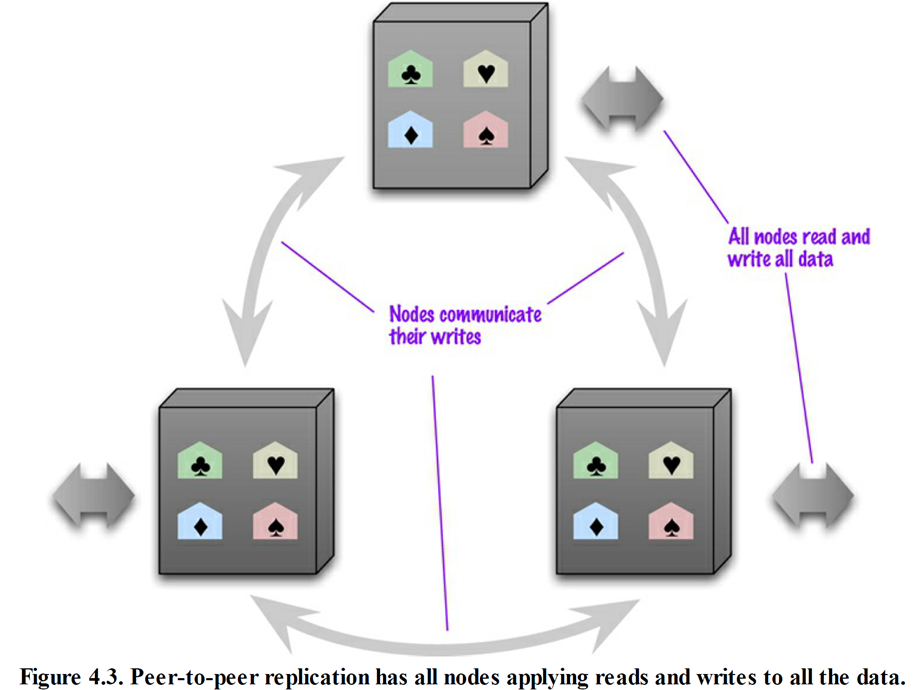 All nodes read and
write all data
Nodes communicate
their writes
Figure 4.3. Peer-to-peer replication has all nodes applying reads and writes to all the data.